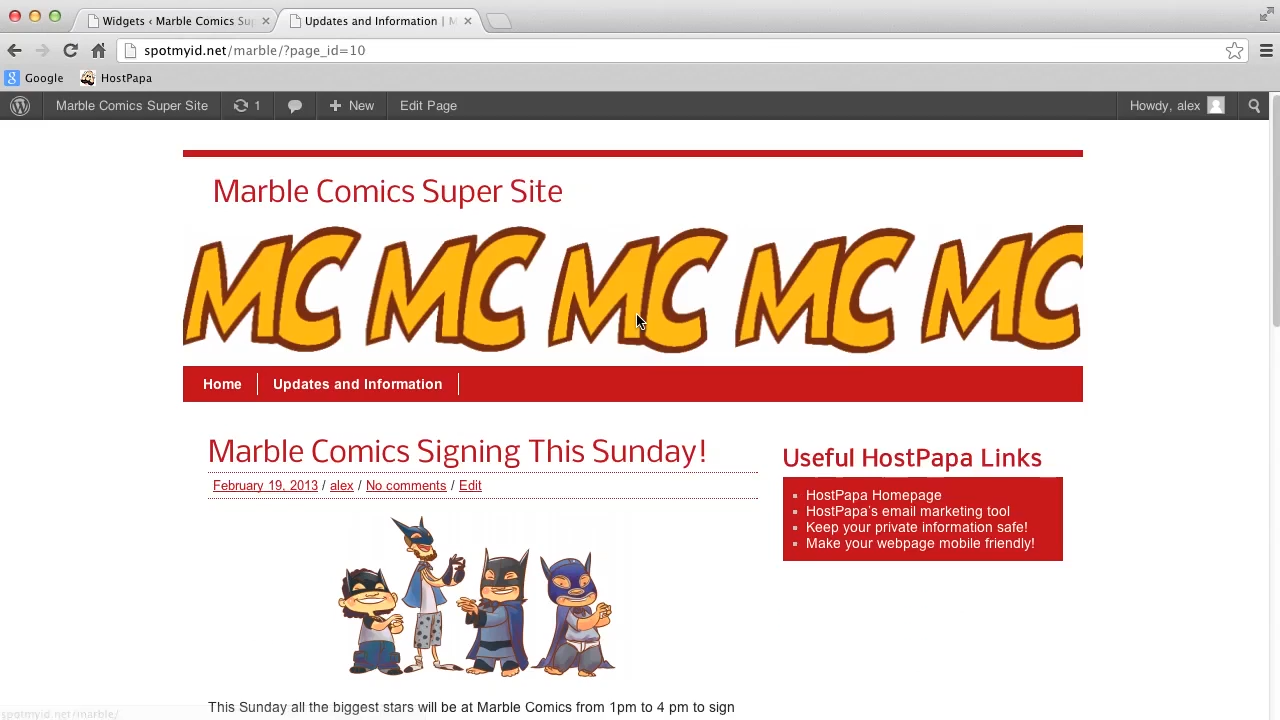 Widgets ‹ Marble Comics Su
Updates and Information | M
spotmyid.net/marble/?page_id=10
Google
HostPapa
Marble Comics Super Site
1
New
Edit Page
Howdy, alex
Marble Comics Super Site
MC MC MC MC MC
Home
Updates and Information
Marble Comics Signing This Sunday!
February 19, 2013 / alex / No comments / Edit
Useful HostPapa Links
HostPapa Homepage
HostPapa's email marketing tool
Keep your private information safe!
Make your webpage mobile friendly!
This Sunday all the biggest stars will be at Marble Comics from 1pm to 4 pm to sign
spotmyid.net/marble/